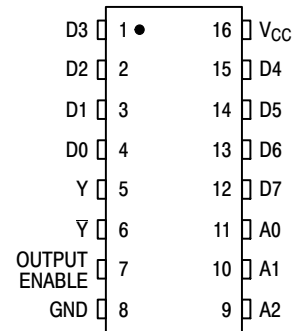 D3 1 16 V_CC
D2 2 15 D4
D1 3 14 D5
D0 4 13 D6
Y 5 12 D7
Y̅ 6 11 A0
OUTPUT
ENABLE 7 10 A1
GND 8 9 A2